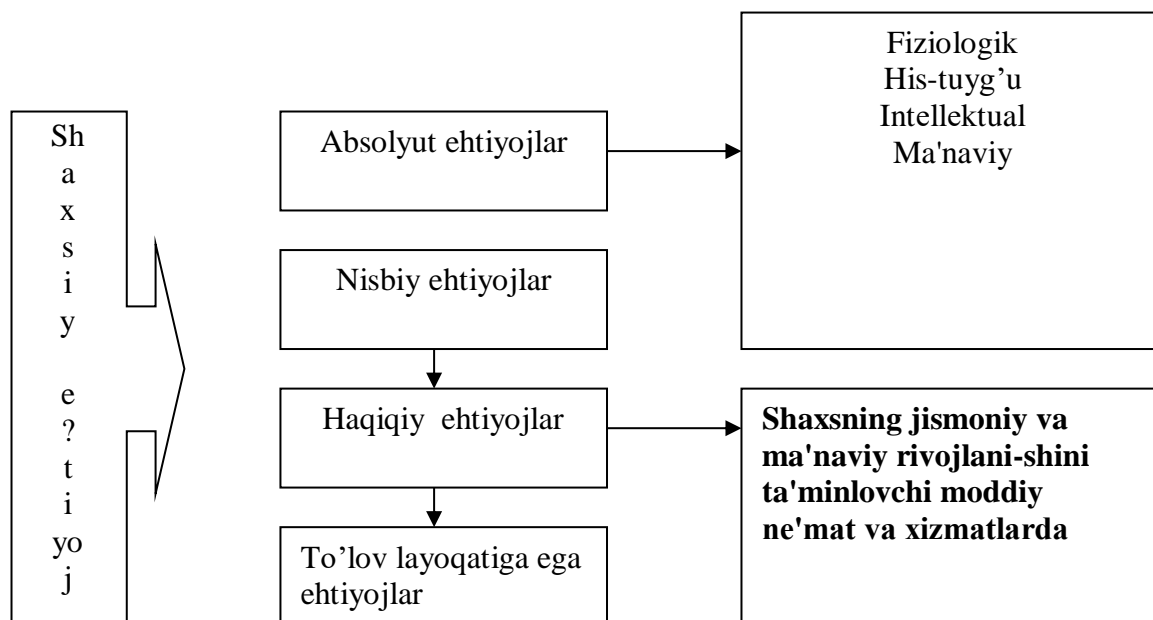 Sh
a
x
s
i
y
e
?
t
i
yo
j
Absolyut ehtiyojlar
Fiziologik
His-tuyg’u
Intellektual
Ma'naviy
Nisbiy ehtiyojlar
Haqiqiy ehtiyojlar
Shaxsning jismoniy va
ma'naviy rivojlani-shini
ta'minlovchi moddiy
ne'mat va xizmatlarda
To’lov layoqatiga ega
ehtiyojlar